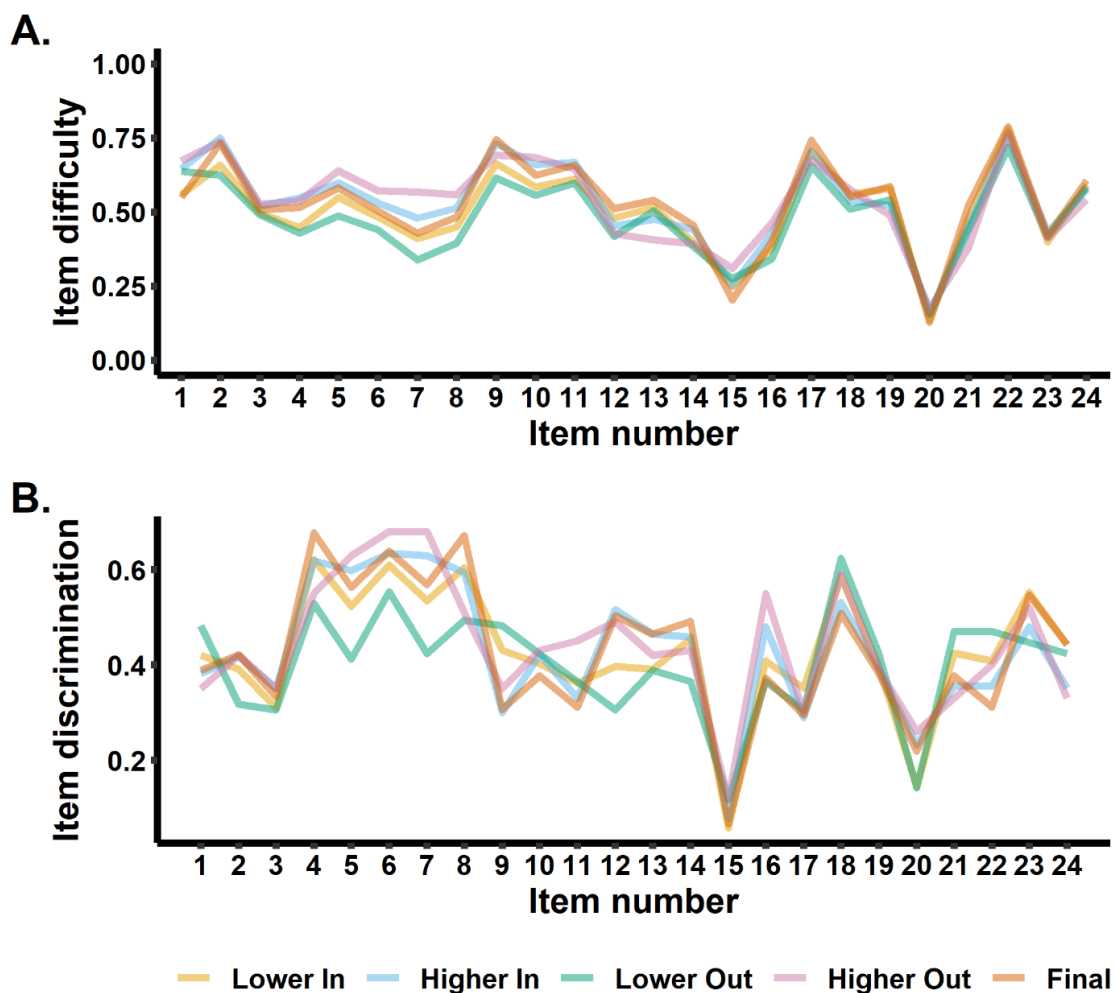 A.
1.00
0.75
0.50
0.25
0.00
Item difficulty
1 2 3 4 5 6 7 8 9 10 11 12 13 14 15 16 17 18 19 20 21 22 23 24
Item number
B.
0.6
0.4
0.2
Item discrimination
1 2 3 4 5 6 7 8 9 10 11 12 13 14 15 16 17 18 19 20 21 22 23 24
Item number
Lower In Higher In Lower Out Higher Out Final